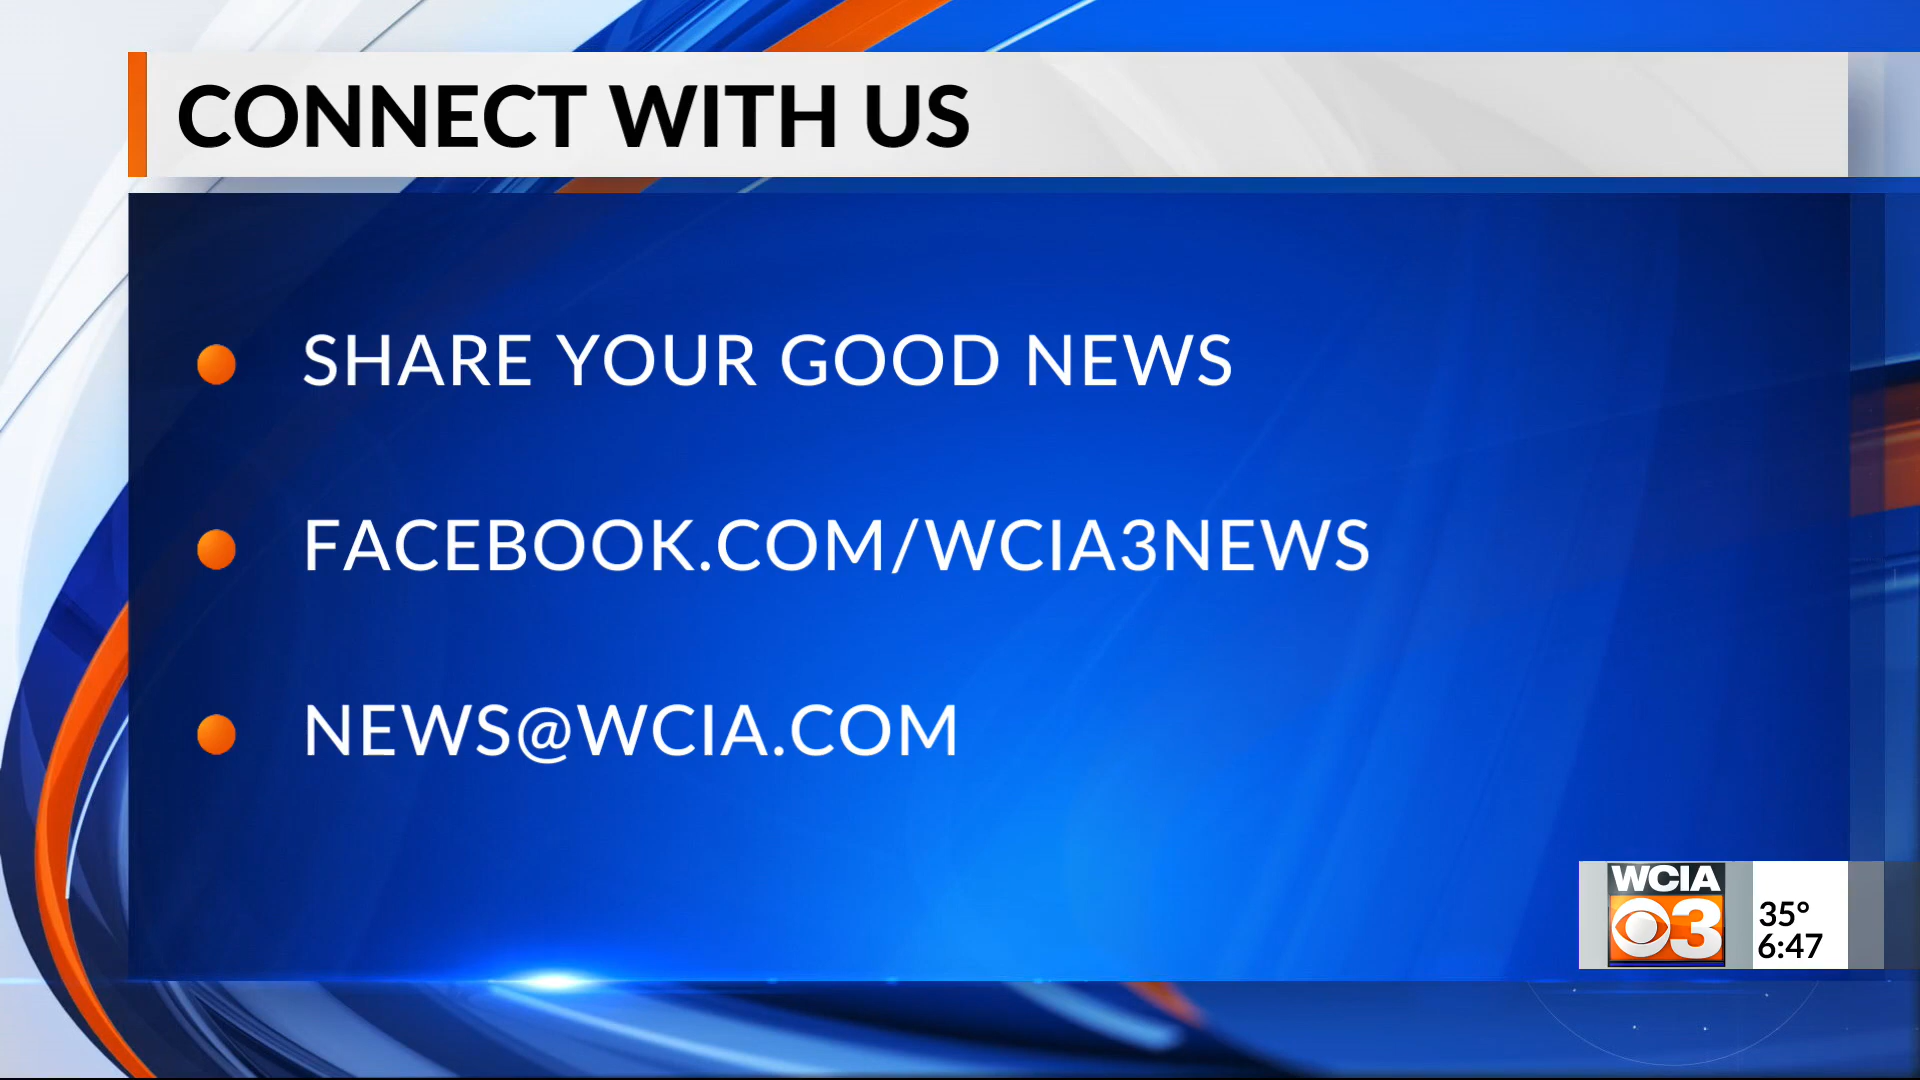 CONNECT WITH US
SHARE YOUR GOOD NEWS
FACEBOOK.COM/WCIA3NEWS
NEWS@WCIA.COM
WCIA
3
35°
6:47